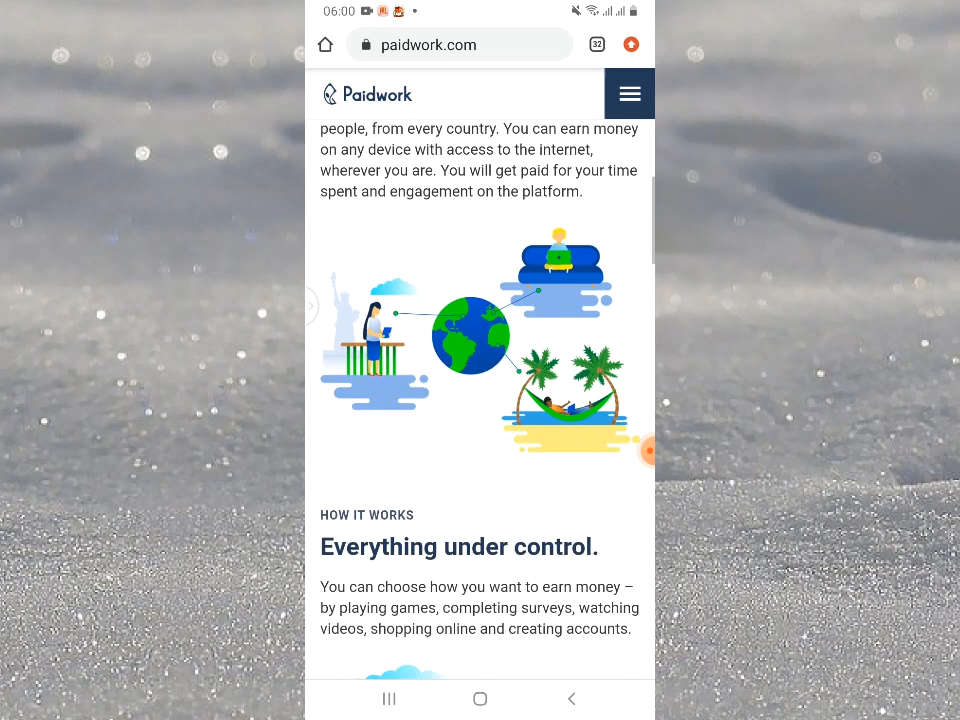 06:00
32
paidwork.com
Paidwork
people, from every country. You can earn money
on any device with access to the internet,
wherever you are. You will get paid for your time
spent and engagement on the platform.
HOW IT WORKS
Everything under control.
You can choose how you want to earn money –
by playing games, completing surveys, watching
videos, shopping online and creating accounts.